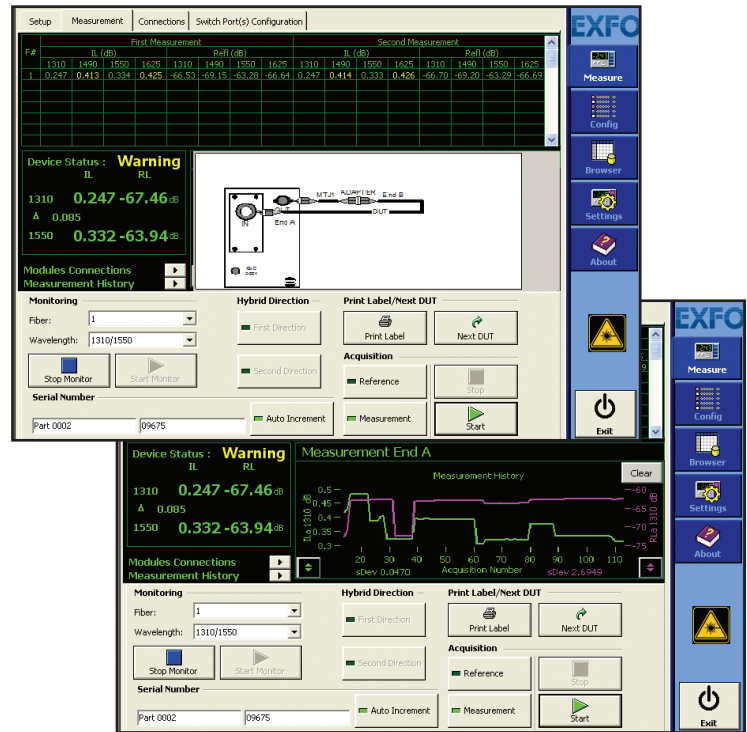 Setup Measurement Connections Switch Port(s) Configuration
EXFO
First Measurement Second Measurement
F# IL (dB) Refl (dB) IL (dB) Refl (dB)
1310 1490 1550 1625 1310 1490 1550 1625 1310 1490 1550 1625 1310 1490 1550 1625
1 0.247 0.413 0.334 0.425 -66.53 -69.15 -63.28 -66.64 0.247 0.414 0.333 0.426 -66.70 -69.20 -63.29 -66.69
Measure
Config
Browser
Settings
About
Exit
Device Status : Warning
IL RL
1310 0.247 -67.46 dB
Δ 0.085
1550 0.332 -63.94 dB
MTJ1 ADAPTER End B
OUT DUT
IN End A
Modules Connections
Measurement History
Monitoring Hybrid Direction Print Label/Next DUT
Fiber: 1
First Direction
Print Label Next DUT
Wavelength: 1310/1550
Acquisition
Stop Monitor Start Monitor
Second Direction
Reference Stop
Serial Number
Part 0002 09675 Auto Increment Measurement Start
EXFO
Measure
Config
Browser
Settings
About
Exit
Device Status : Warning
IL RL
1310 0.247 -67.46 dB
Δ 0.085
1550 0.332 -63.94 dB
Measurement End A
Measurement History
Clear
ILa 1310 dB
0.5
0.45
0.4
0.35
0.3
-60
-65
-70
-75
RLa 1310 dB
20 30 40 50 60 70 80 90 100 110
sDev 0.0470 Acquisition Number sDev 2.6949
Modules Connections
Measurement History
Monitoring Hybrid Direction Print Label/Next DUT
Fiber: 1
First Direction
Print Label Next DUT
Wavelength: 1310/1550
Acquisition
Stop Monitor Start Monitor
Second Direction
Reference Stop
Serial Number
Part 0002 09675 Auto Increment Measurement Start